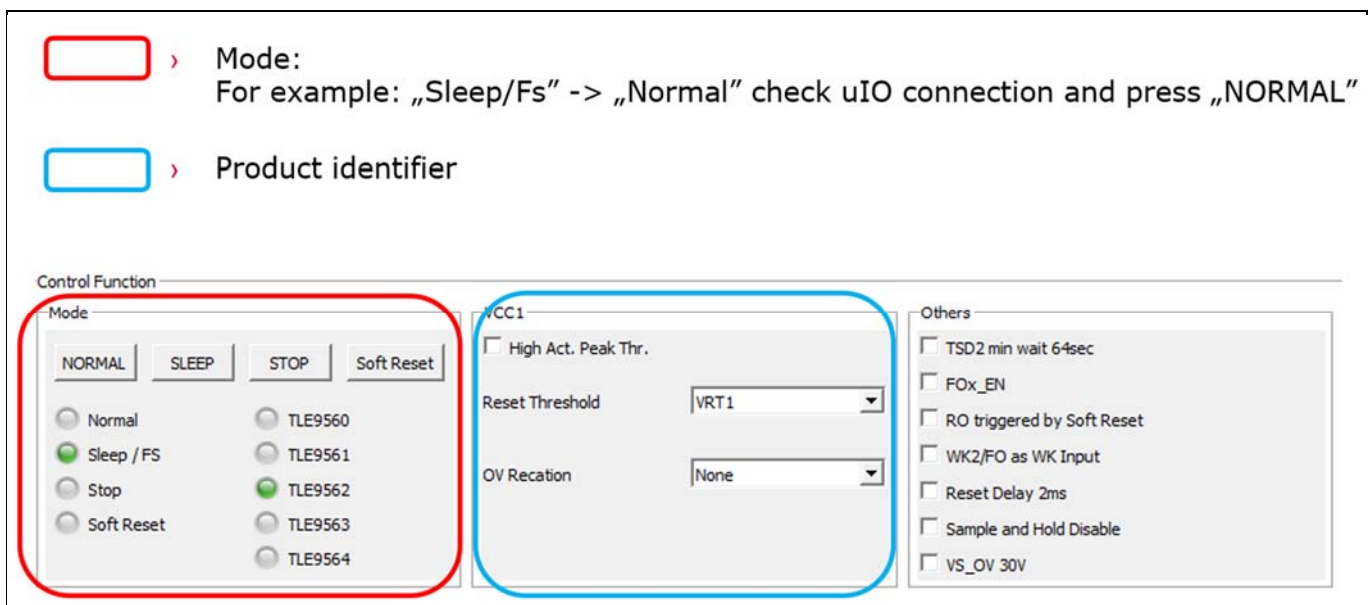 › Mode:
For example: „Sleep/Fs” -> „Normal” check uIO connection and press „NORMAL”
› Product identifier
Control Function
Mode
NORMAL SLEEP STOP Soft Reset
Normal TLE9560
Sleep / FS TLE9561
Stop TLE9562
Soft Reset TLE9563
TLE9564
VCC1
High Act. Peak Thr.
Reset Threshold VRT1
OV Recation None
Others
TSD2 min wait 64sec
FOx_EN
RO triggered by Soft Reset
WK2/FO as WK Input
Reset Delay 2ms
Sample and Hold Disable
VS_OV 30V